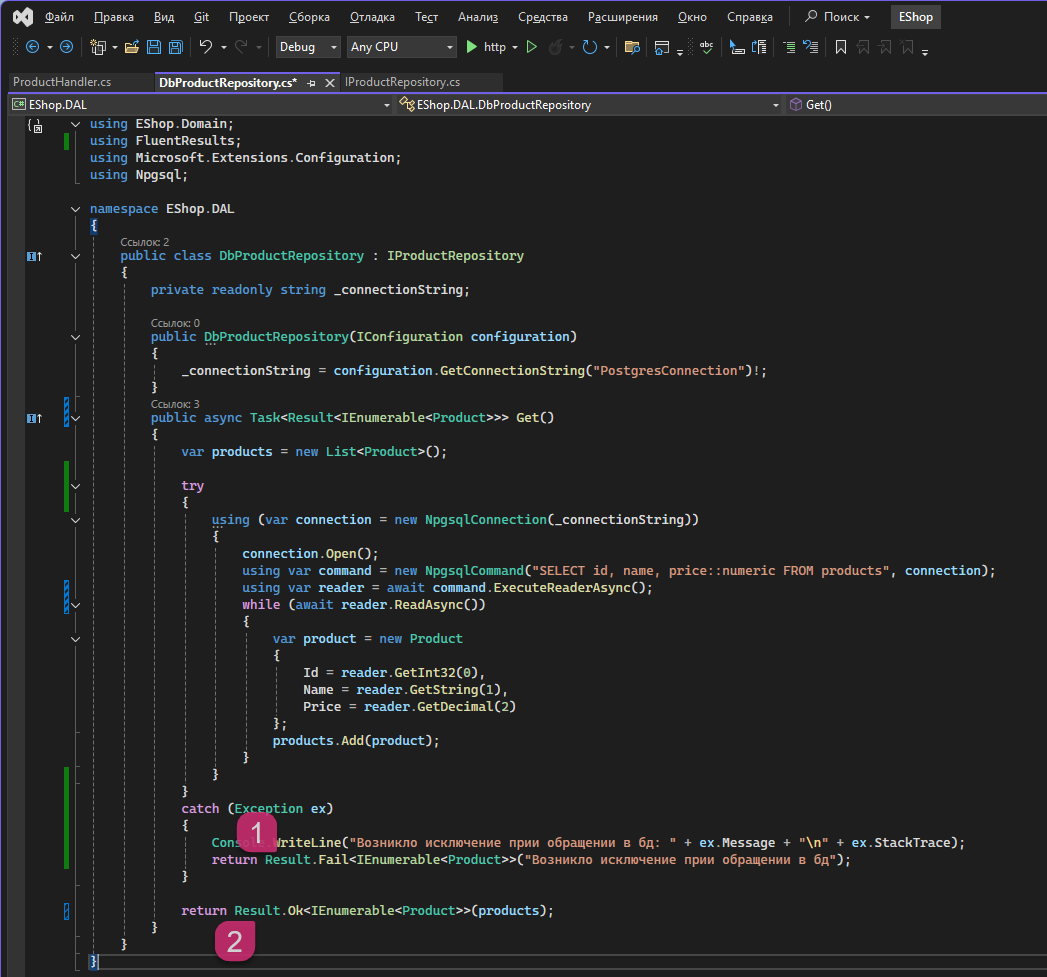 Файл Правка Вид Git Проект Сборка Отладка Тест Анализ Средства Расширения Окно Справка Поиск EShop
Debug Any CPU http
ProductHandler.cs DbProductRepository.cs* IProductRepository.cs
C# EShop.DAL EShop.DAL.DbProductRepository Get()
using EShop.Domain;
using FluentResults;
using Microsoft.Extensions.Configuration;
using Npgsql;
namespace EShop.DAL
{
Ссылок: 2
public class DbProductRepository : IProductRepository
{
private readonly string _connectionString;
Ссылок: 0
public DbProductRepository(IConfiguration configuration)
{
_connectionString = configuration.GetConnectionString("PostgresConnection")!;
}
Ссылок: 3
public async Task<Result<IEnumerable<Product>>> Get()
{
var products = new List<Product>();
try
{
using (var connection = new NpgsqlConnection(_connectionString))
{
connection.Open();
using var command = new NpgsqlCommand("SELECT id, name, price::numeric FROM products", connection);
using var reader = await command.ExecuteReaderAsync();
while (await reader.ReadAsync())
{
var product = new Product
{
Id = reader.GetInt32(0),
Name = reader.GetString(1),
Price = reader.GetDecimal(2)
};
products.Add(product);
}
}
}
catch (Exception ex)
{
1
Console.WriteLine("Возникло исключение прии обращении в бд: " + ex.Message + "\n" + ex.StackTrace);
return Result.Fail<IEnumerable<Product>>("Возникло исключение прии обращении в бд");
}
return Result.Ok<IEnumerable<Product>>(products);
}
2
}
}